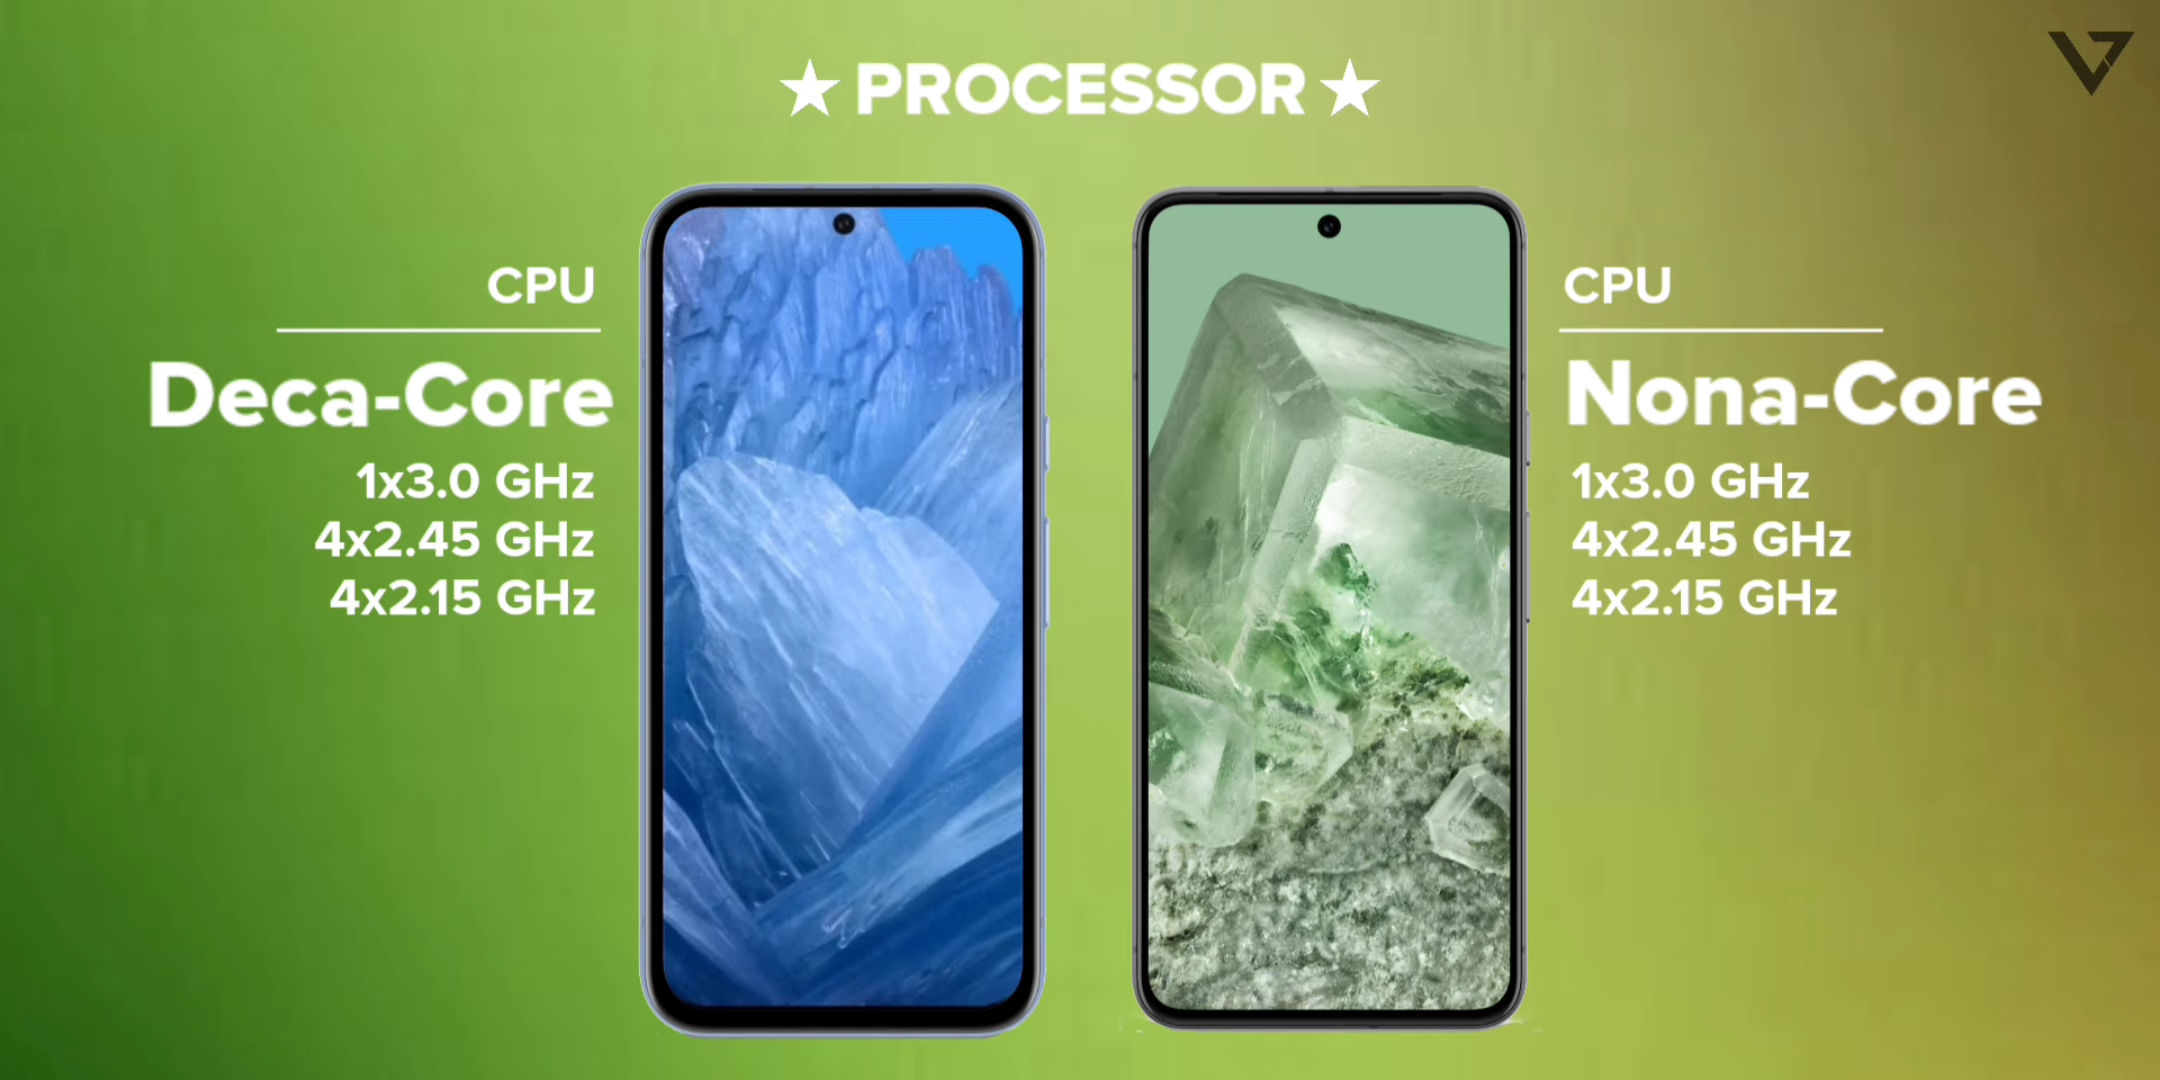 ★ PROCESSOR ★
CPU
Deca-Core
1x3.0 GHz
4x2.45 GHz
4x2.15 GHz
CPU
Nona-Core
1x3.0 GHz
4x2.45 GHz
4x2.15 GHz